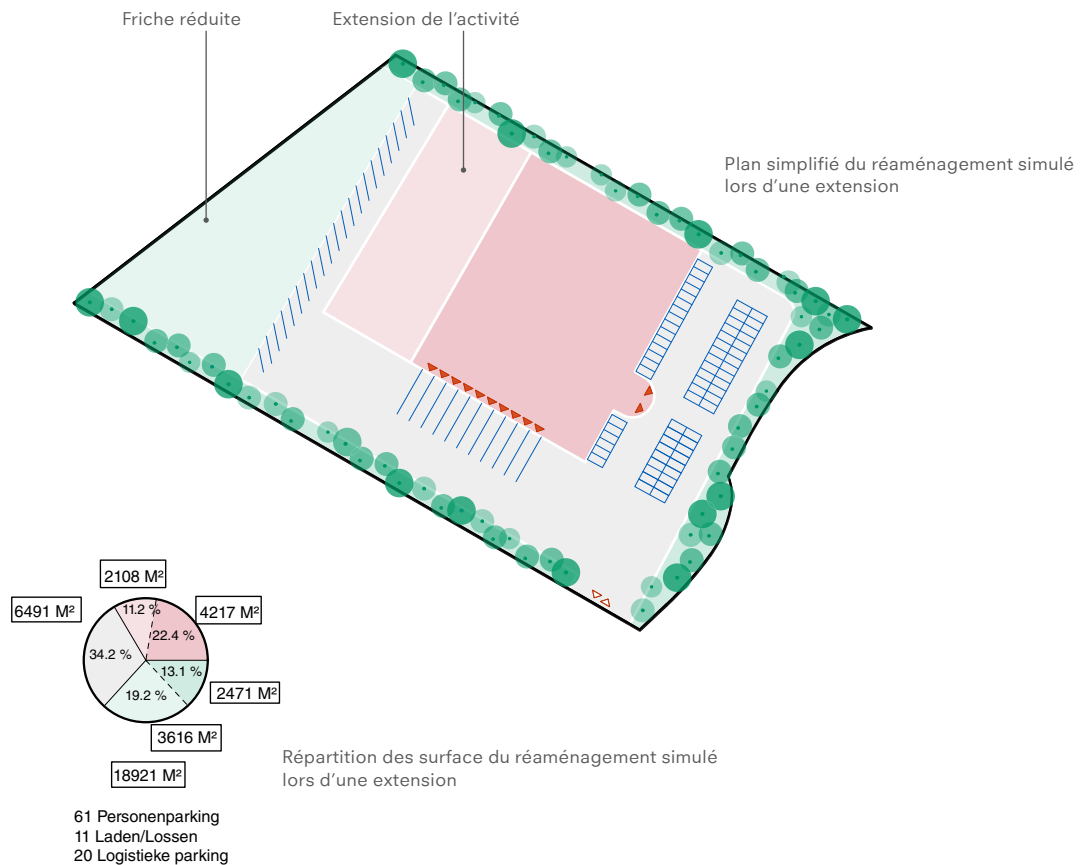 Friche réduite
Extension de l’activité
Plan simplifié du réaménagement simulé
lors d’une extension
2108 M²
6491 M²
4217 M²
11.2 %
22.4 %
34.2 %
13.1 %
19.2 %
2471 M²
3616 M²
18921 M²
Répartition des surface du réaménagement simulé
lors d’une extension
61 Personenparking
11 Laden/Lossen
20 Logistieke parking